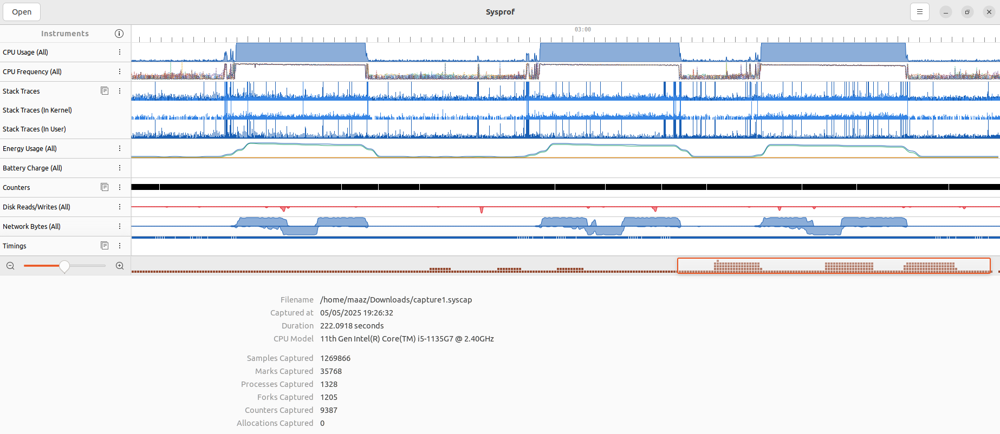 Open
Sysprof
Instruments
03:00
CPU Usage (All)
CPU Frequency (All)
Stack Traces
Stack Traces (In Kernel)
Stack Traces (In User)
Energy Usage (All)
Battery Charge (All)
Counters
Disk Reads/Writes (All)
Network Bytes (All)
Timings
Filename /home/maaz/Downloads/capture1.syscap
Captured at 05/05/2025 19:26:32
Duration 222.0918 seconds
CPU Model 11th Gen Intel(R) Core(TM) i5-1135G7 @ 2.40GHz
Samples Captured 1269866
Marks Captured 35768
Processes Captured 1328
Forks Captured 1205
Counters Captured 9387
Allocations Captured 0